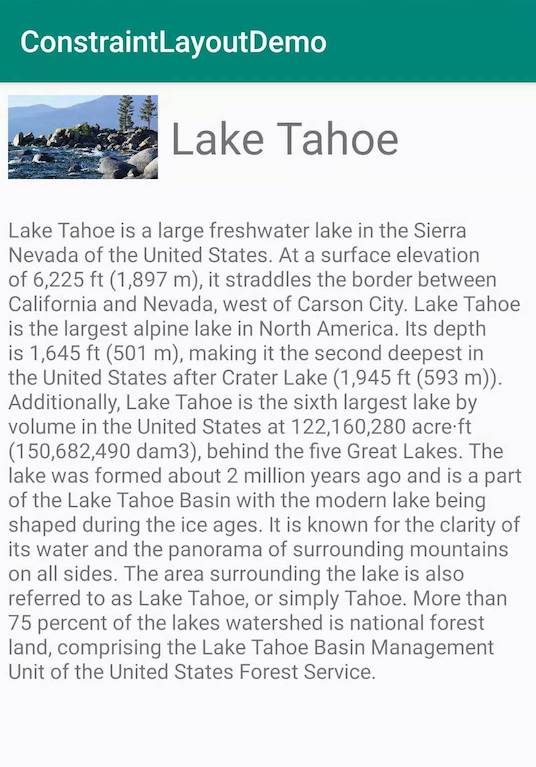 ConstraintLayoutDemo
Lake Tahoe
Lake Tahoe is a large freshwater lake in the Sierra
Nevada of the United States. At a surface elevation
of 6,225 ft (1,897 m), it straddles the border between
California and Nevada, west of Carson City. Lake Tahoe
is the largest alpine lake in North America. Its depth
is 1,645 ft (501 m), making it the second deepest in
the United States after Crater Lake (1,945 ft (593 m)).
Additionally, Lake Tahoe is the sixth largest lake by
volume in the United States at 122,160,280 acre·ft
(150,682,490 dam3), behind the five Great Lakes. The
lake was formed about 2 million years ago and is a part
of the Lake Tahoe Basin with the modern lake being
shaped during the ice ages. It is known for the clarity of
its water and the panorama of surrounding mountains
on all sides. The area surrounding the lake is also
referred to as Lake Tahoe, or simply Tahoe. More than
75 percent of the lakes watershed is national forest
land, comprising the Lake Tahoe Basin Management
Unit of the United States Forest Service.